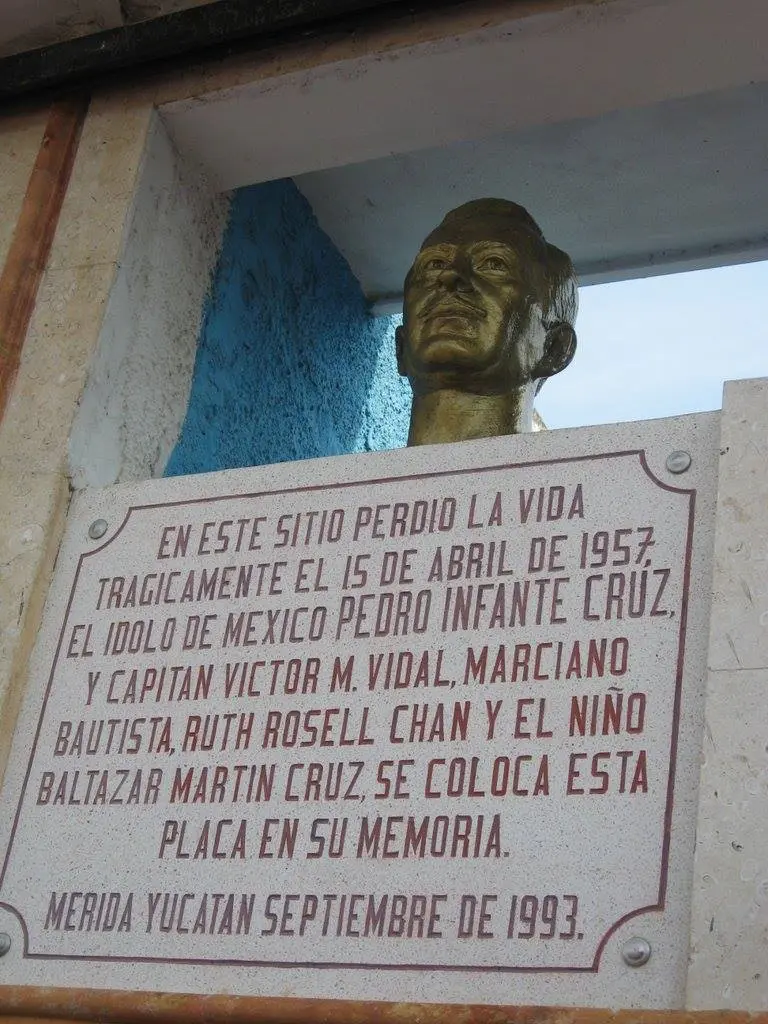 EN ESTE SITIO PERDIO LA VIDA
TRAGICAMENTE EL 15 DE ABRIL DE 1957.
EL IDOLO DE MEXICO PEDRO INFANTE CRÚZ,
Y CAPITAN VICTOR M. VIDAL, MARCIANO
BAUTISTA, RUTH ROSELL CHAN Y EL NIÑO
BALTAZAR MARTIN CRUZ, SE COLOCA ESTA
PLACA EN SU MEMORIA.
MERIDA YUCATAN SEPTIEMBRE DE 1993.